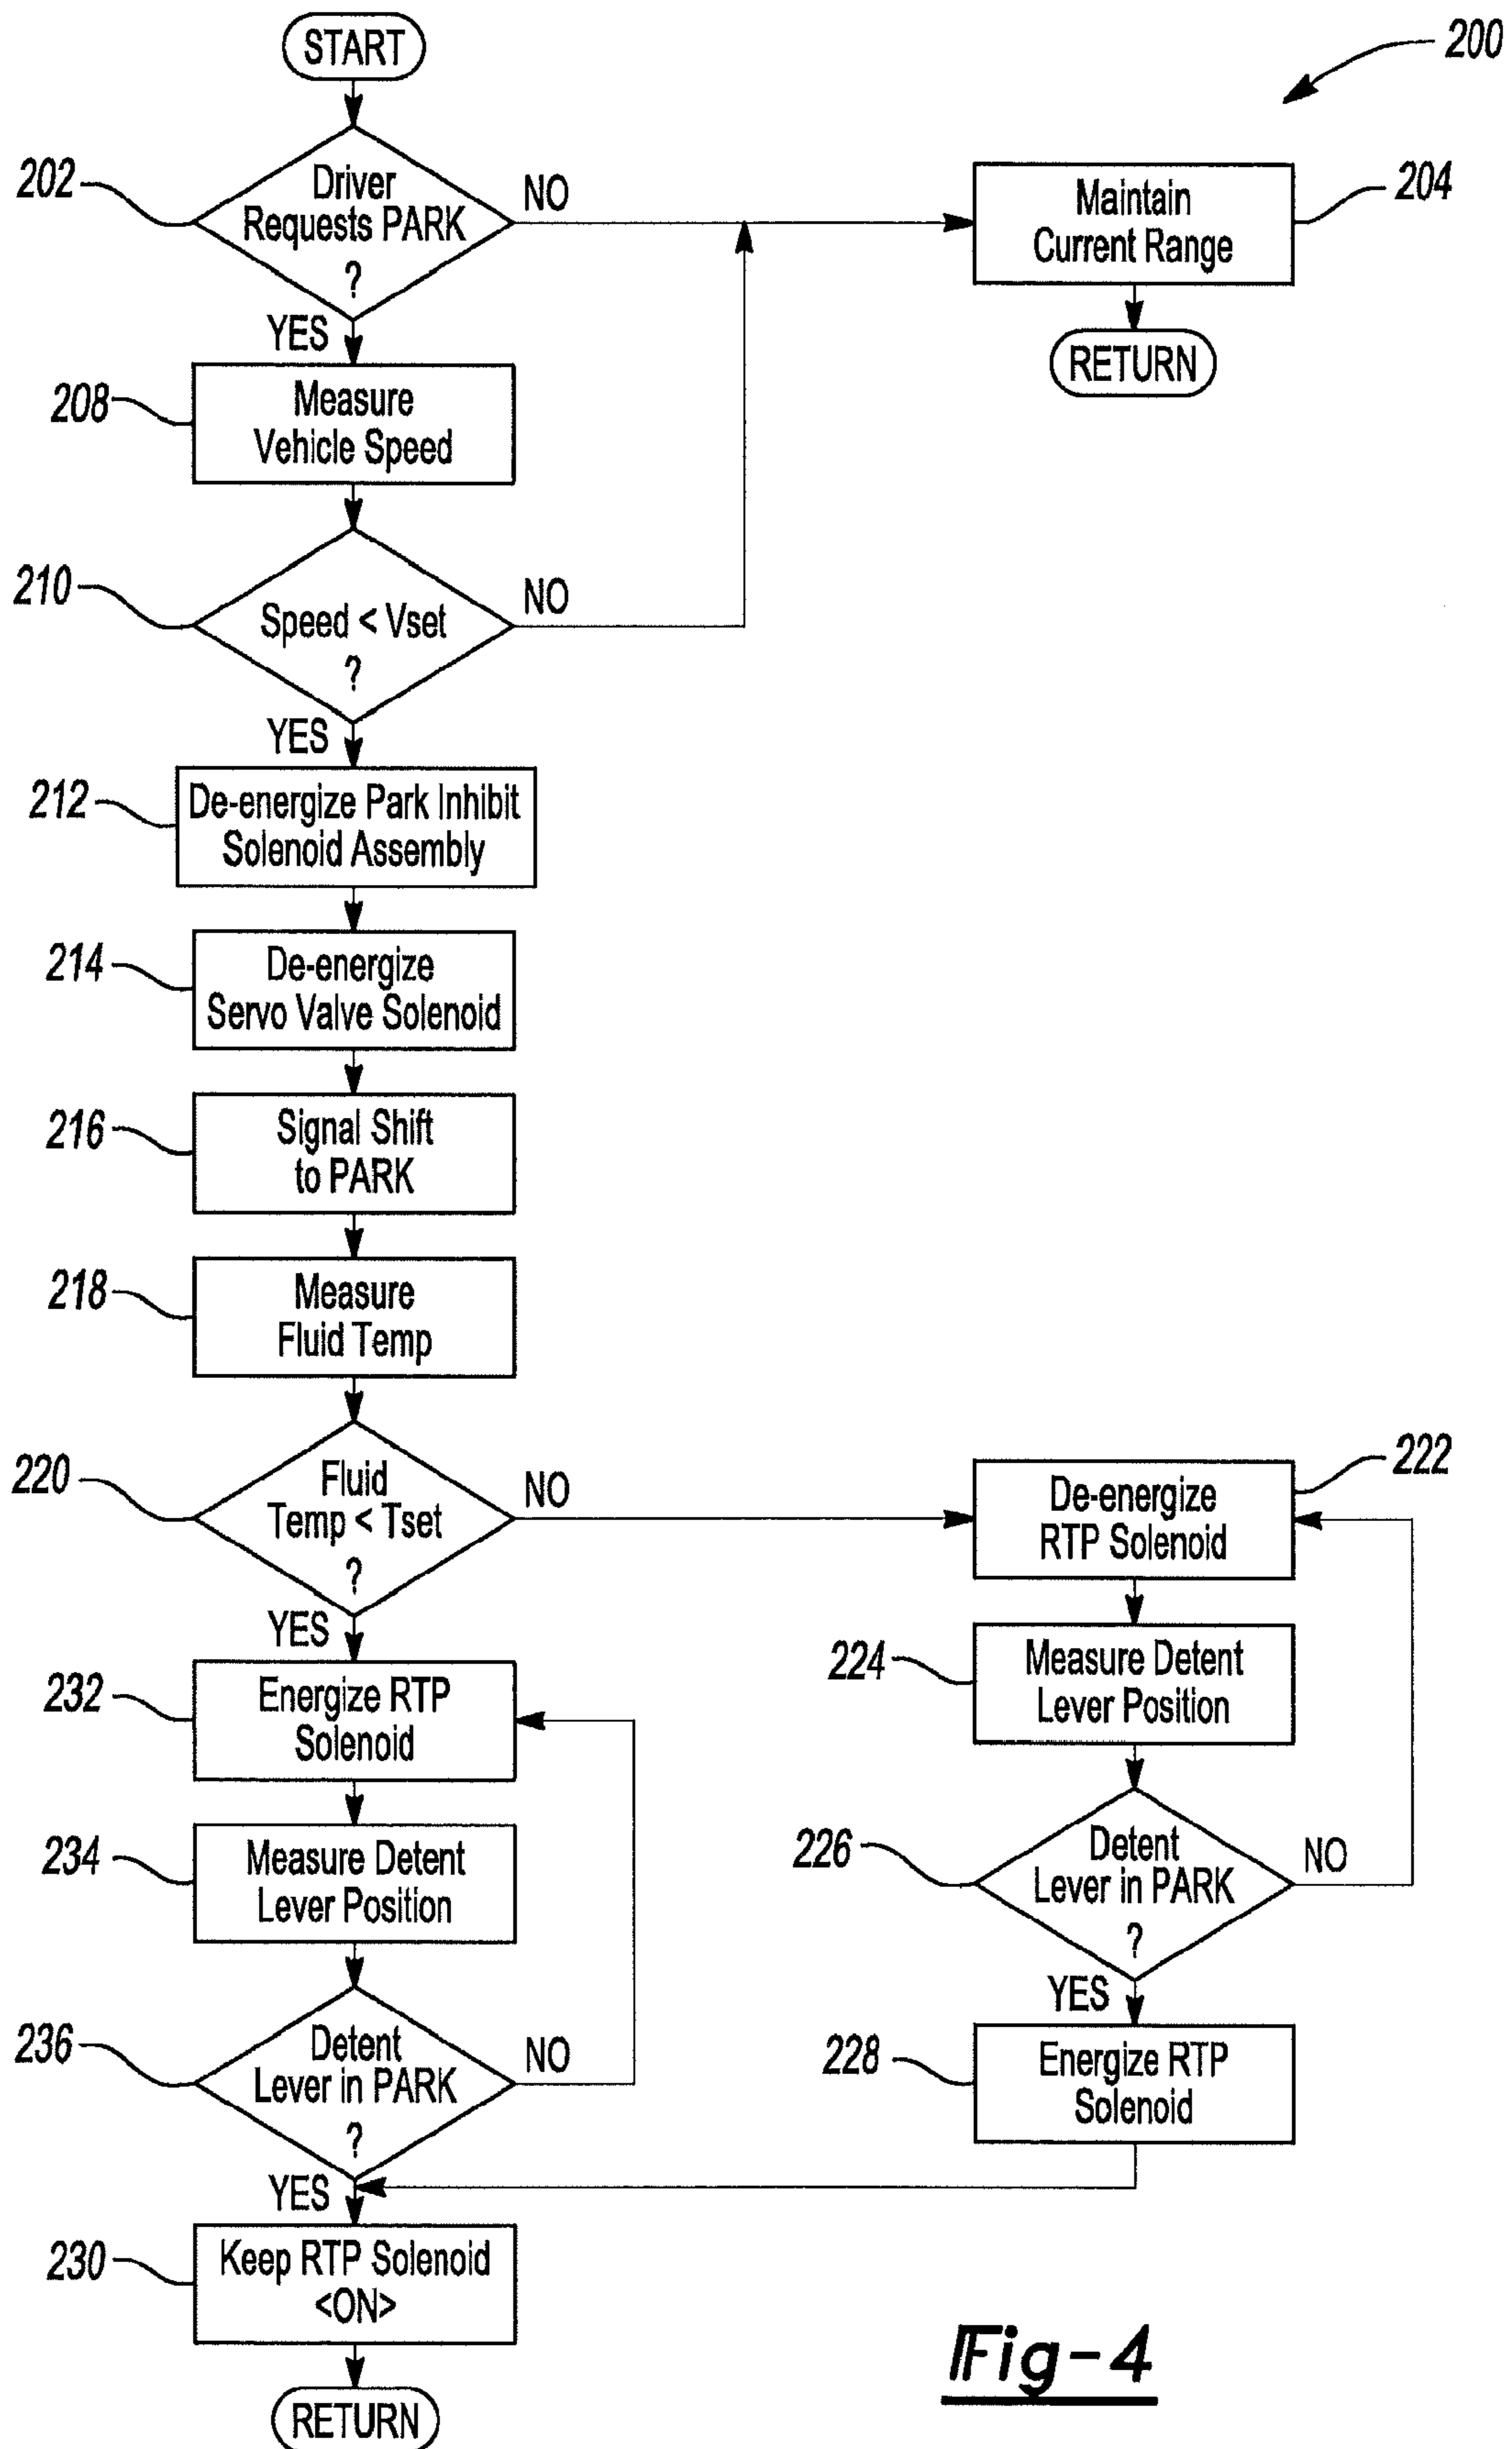 START
200
202
Driver
Requests PARK
?
NO
YES
Maintain
Current Range
204
RETURN
208
Measure
Vehicle Speed
210
Speed < Vset
?
NO
YES
212
De-energize Park Inhibit
Solenoid Assembly
214
De-energize
Servo Valve Solenoid
216
Signal Shift
to PARK
218
Measure
Fluid Temp
220
Fluid
Temp < Tset
?
NO
YES
De-energize
RTP Solenoid
222
224
Measure Detent
Lever Position
226
Detent
Lever in PARK
?
NO
YES
228
Energize RTP
Solenoid
232
Energize RTP
Solenoid
234
Measure Detent
Lever Position
236
Detent
Lever in PARK
?
NO
YES
230
Keep RTP Solenoid
<ON>
RETURN
Fig-4